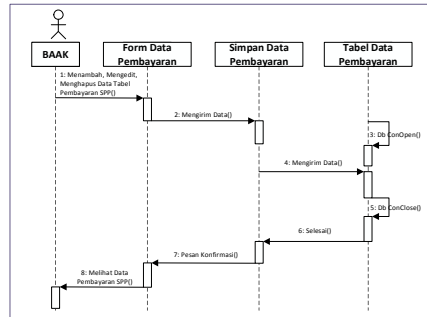 BAAK
Form Data
Pembayaran
Simpan Data
Pembayaran
Tabel Data
Pembayaran
1: Menambah, Mengedit,
Menghapus Data Tabel
Pembayaran SPP()
2: Mengirim Data()
3: Db ConOpen()
4: Mengirim Data()
5: Db ConClose()
6: Selesai()
7: Pesan Konfirmasi()
8: Melihat Data
Pembayaran SPP()